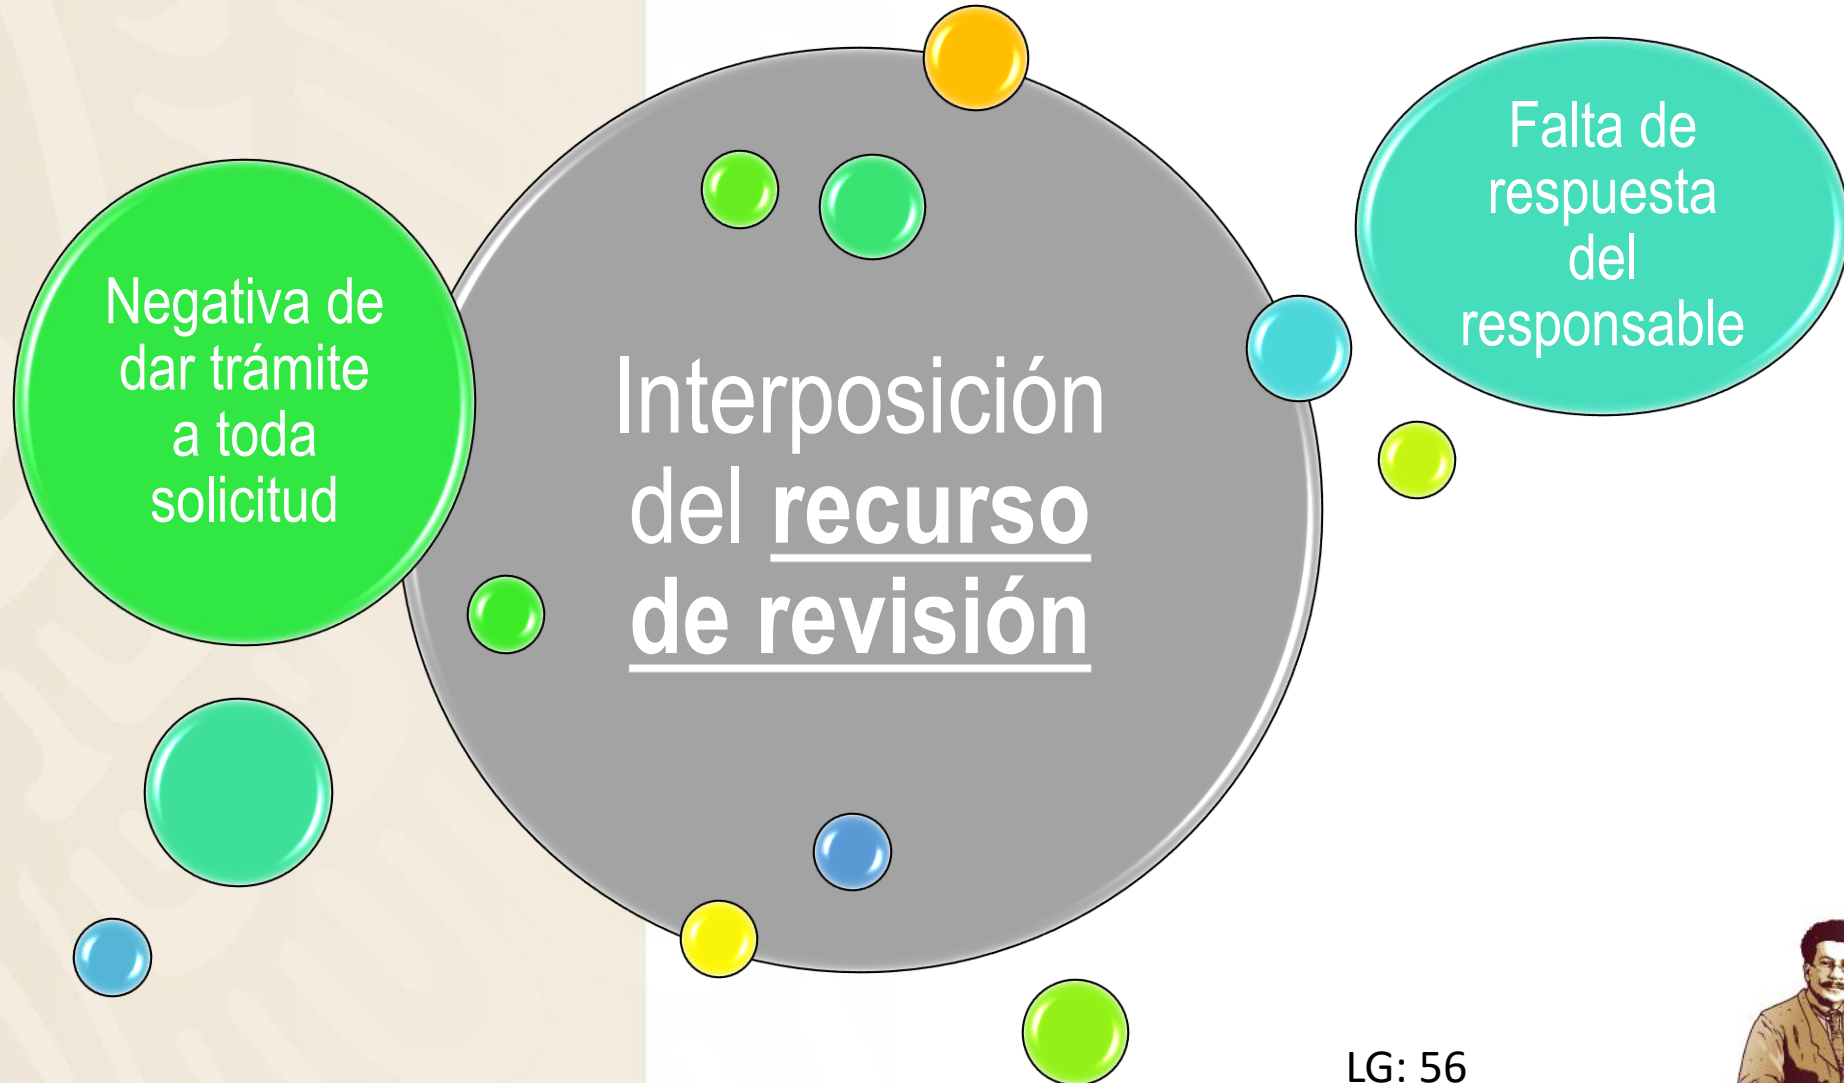 Negativa de
dar trámite
a toda
solicitud
Interposición
del recurso
de revisión
Falta de
respuesta
del
responsable
LG: 56